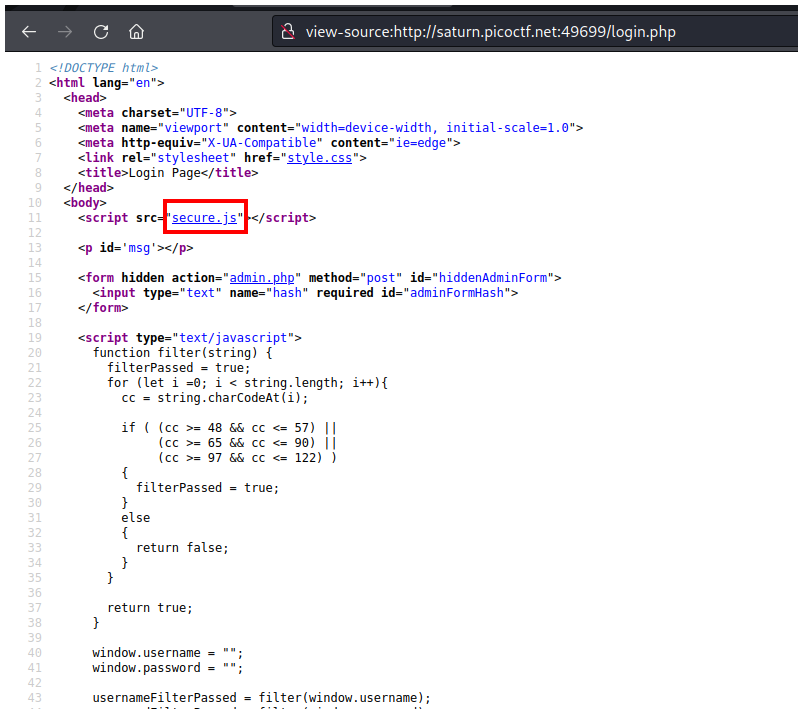 view-source:http://saturn.picoctf.net:49699/login.php
1 <!DOCTYPE html>
2 <html lang="en">
3 <head>
4 <meta charset="UTF-8">
5 <meta name="viewport" content="width=device-width, initial-scale=1.0">
6 <meta http-equiv="X-UA-Compatible" content="ie=edge">
7 <link rel="stylesheet" href="style.css">
8 <title>Login Page</title>
9 </head>
10 <body>
11 <script src="secure.js"></script>
12
13 <p id='msg'></p>
14
15 <form hidden action="admin.php" method="post" id="hiddenAdminForm">
16 <input type="text" name="hash" required id="adminFormHash">
17 </form>
18
19 <script type="text/javascript">
20 function filter(string) {
21 filterPassed = true;
22 for (let i =0; i < string.length; i++){
23 cc = string.charCodeAt(i);
24
25 if ( (cc >= 48 && cc <= 57) ||
26 (cc >= 65 && cc <= 90) ||
27 (cc >= 97 && cc <= 122) )
28 {
29 filterPassed = true;
30 }
31 else
32 {
33 return false;
34 }
35 }
36
37 return true;
38 }
39
40 window.username = "";
41 window.password = "";
42
43 usernameFilterPassed = filter(window.username);